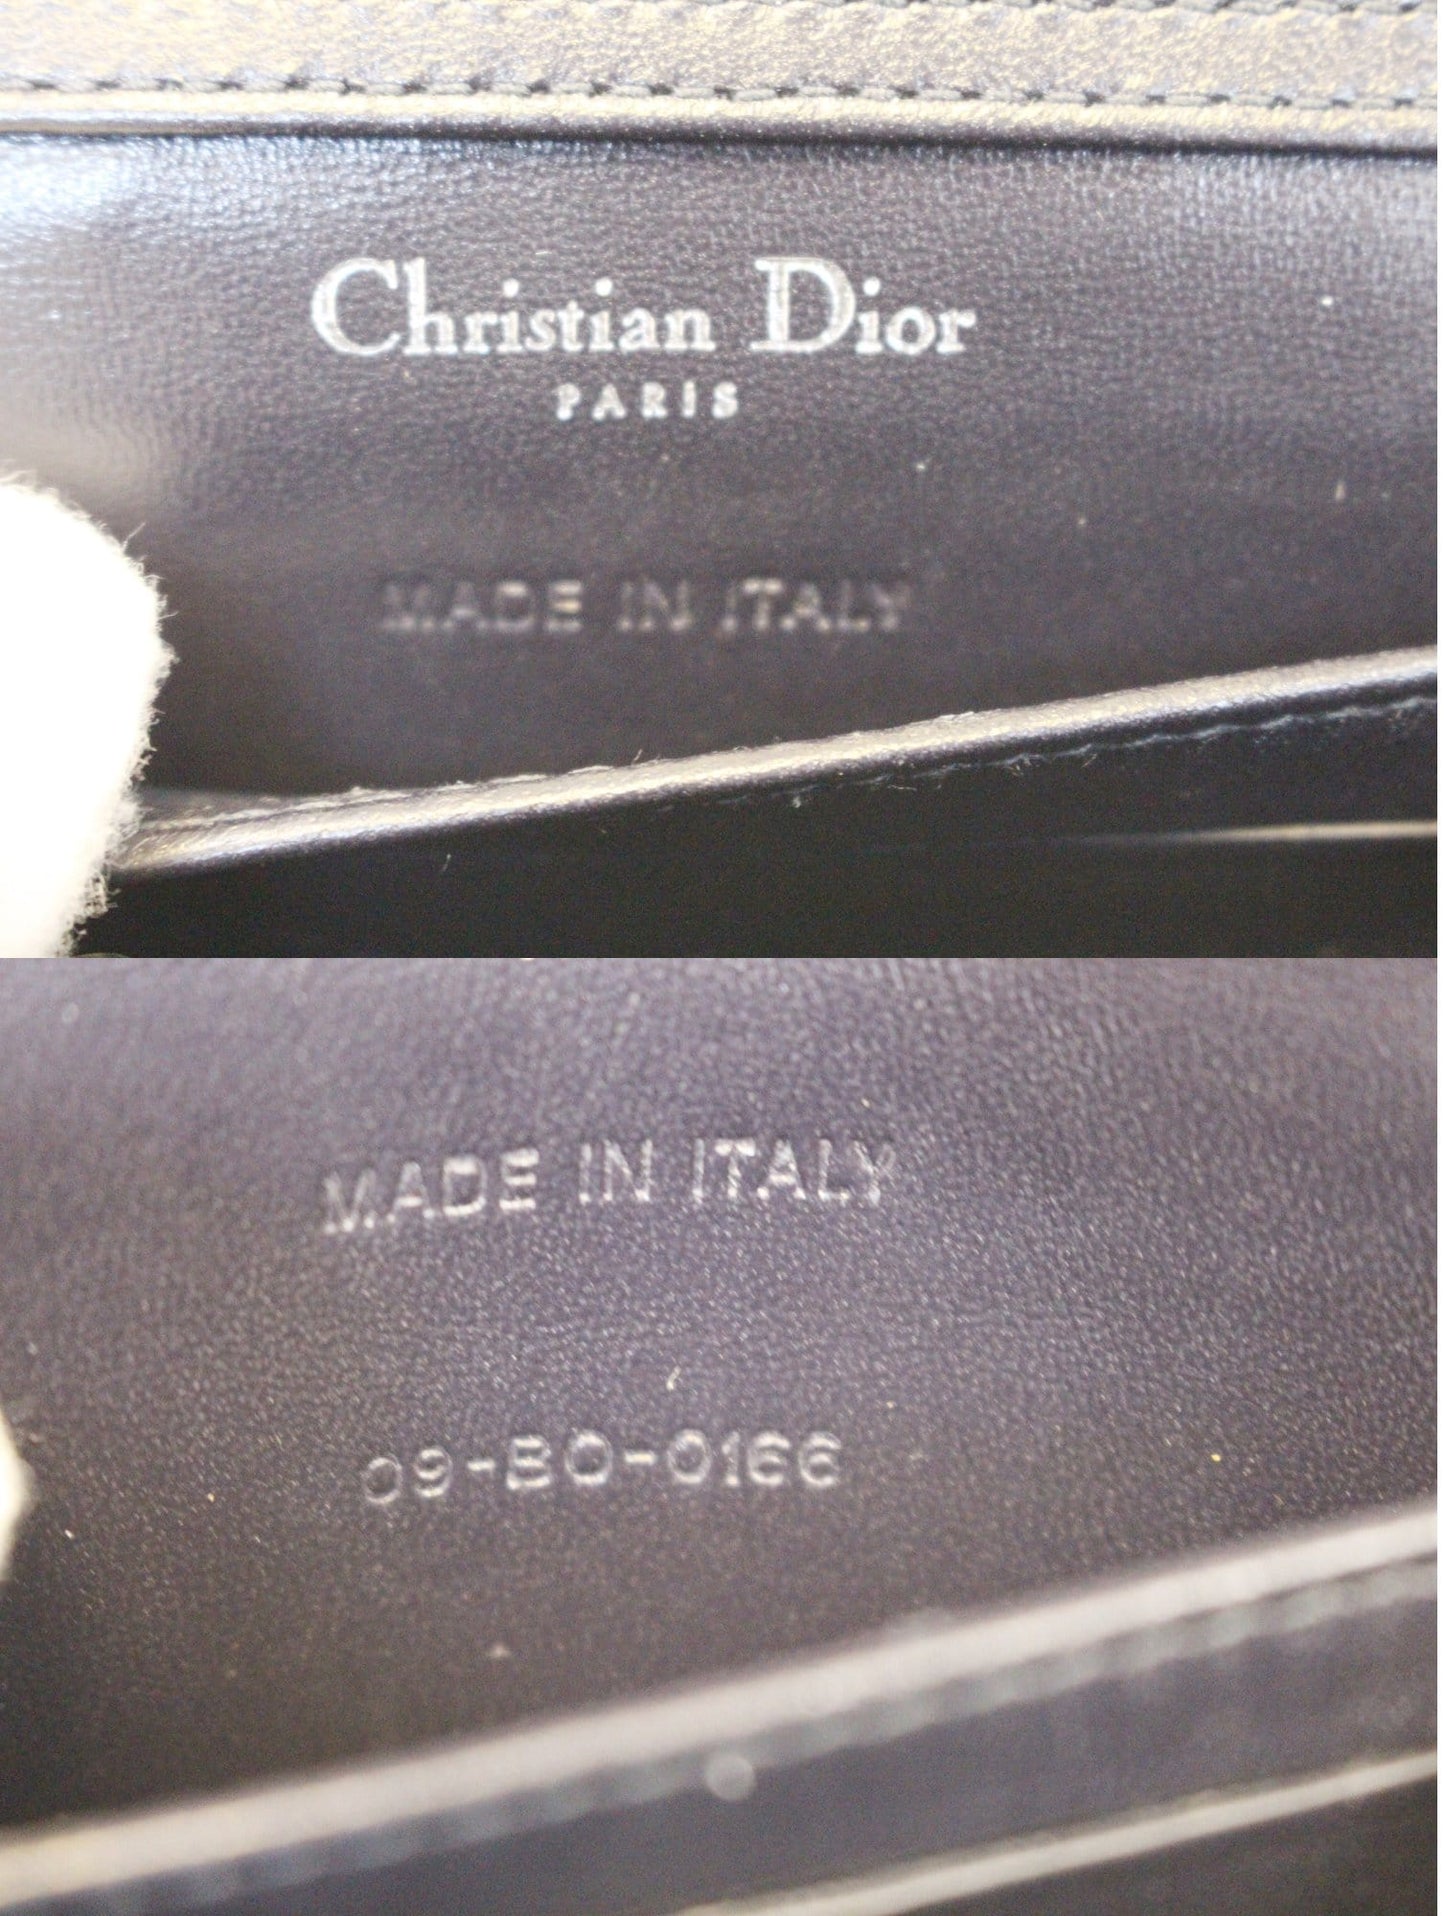 Christian Dior
PARIS
MADE IN ITALY
MADE IN ITALY
09-BO-0166